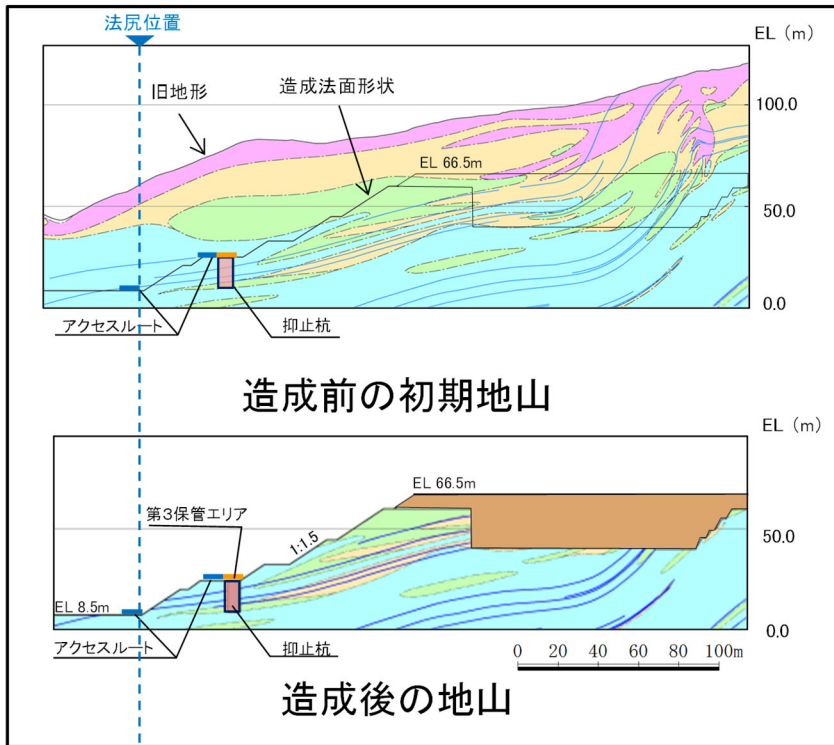 法尻位置
EL（m）
旧地形
造成法面形状
100.0
EL 66.5m
50.0
0.0
アクセスルート
抑止杭
造成前の初期地山
EL（m）
EL 66.5m
第3保管エリア
1:1.5
50.0
EL 8.5m
0.0
アクセスルート
抑止杭
0 20 40 60 80 100m
造成後の地山